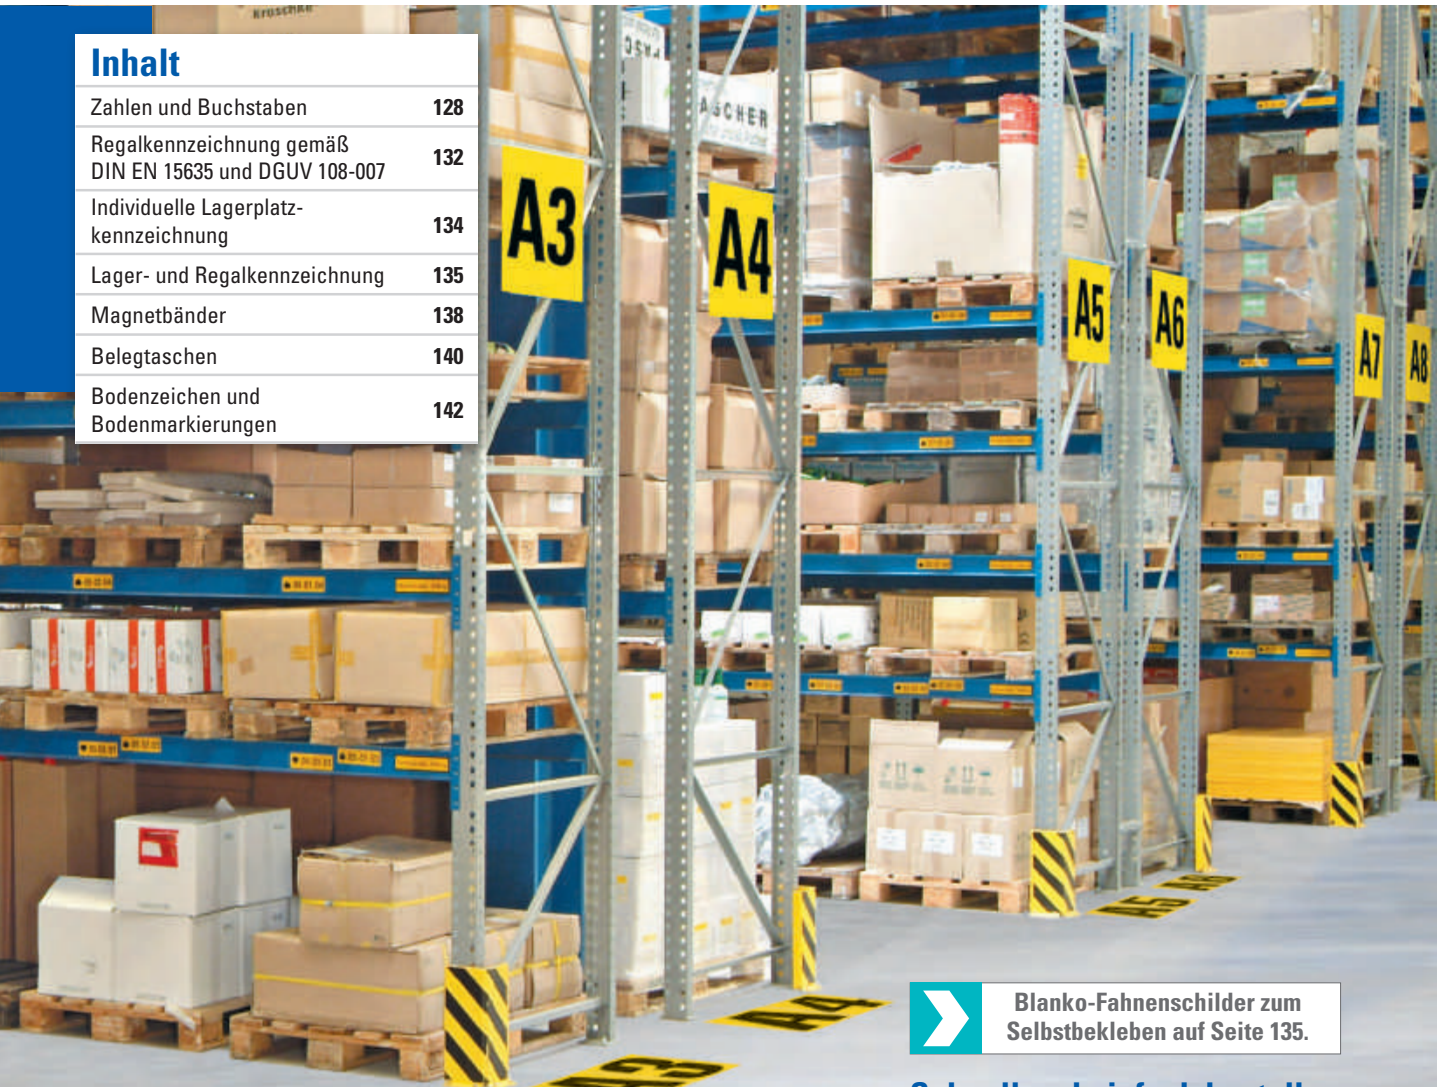 Inhalt
Zahlen und Buchstaben 128
Regalkennzeichnung gemäß
DIN EN 15635 und DGUV 108-007 132
Individuelle Lagerplatz-
kennzeichnung 134
Lager- und Regalkennzeichnung 135
Magnetbänder 138
Belegtaschen 140
Bodenzeichen und
Bodenmarkierungen 142
A3
A4
A5
A6
A7
A8
A6
A5
A4
A3
Blanko-Fahnenschilder zum
Selbstbekleben auf Seite 135.